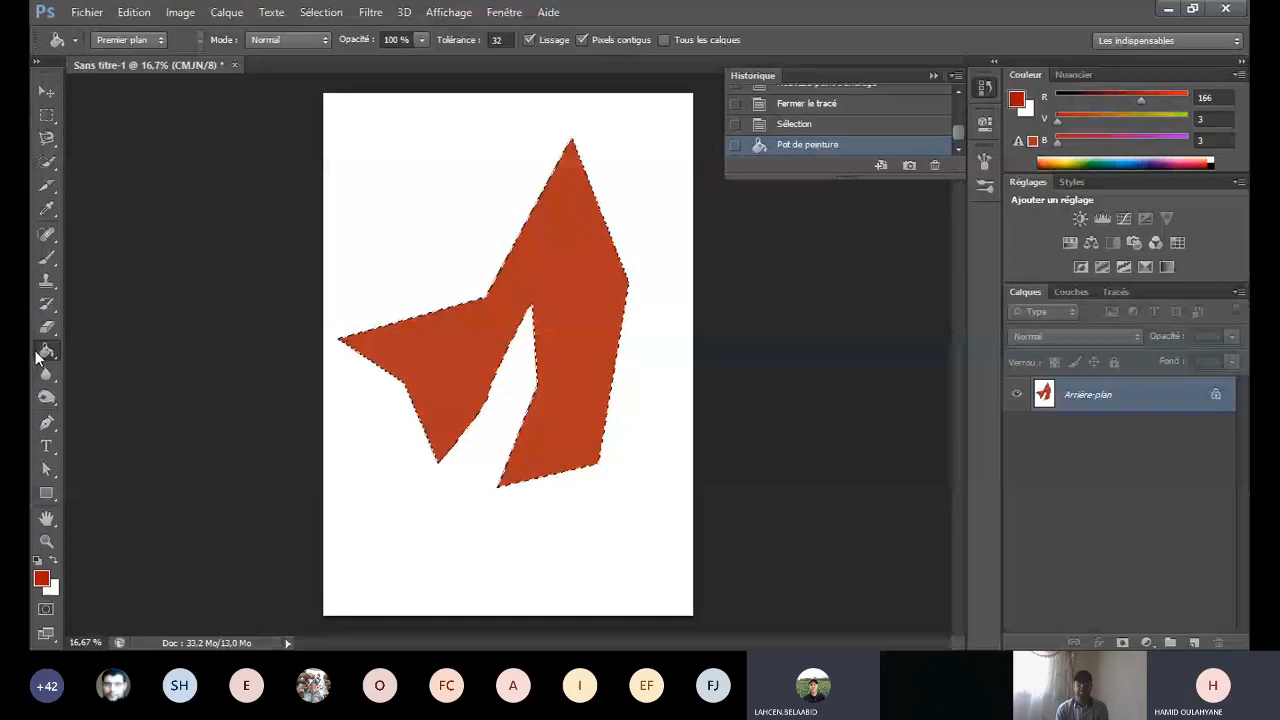 Ps Fichier Edition Image Calque Texte Sélection Filtre 3D Affichage Fenêtre Aide
Premier plan Mode : Normal Opacité : 100 % Tolérance : 32 Lissage Pixels contigus Tous les calques Les indispensables
Sans titre-1 @ 16,7% (CMJN/8) * ×
Historique
Fermer le tracé
Sélection
Pot de peinture
Couleur Nuancier
R 166
V 3
B 3
Réglages Styles
Ajouter un réglage
Calques Couches Tracés
Type
Normal Opacité :
Verrou : Fond :
Arrière-plan
T
16,67 % Doc : 33,2 Mo/13,0 Mo
+42 SH E O FC A I EF FJ H
LAHCEN.BELAABID HAMID OULAHYANE